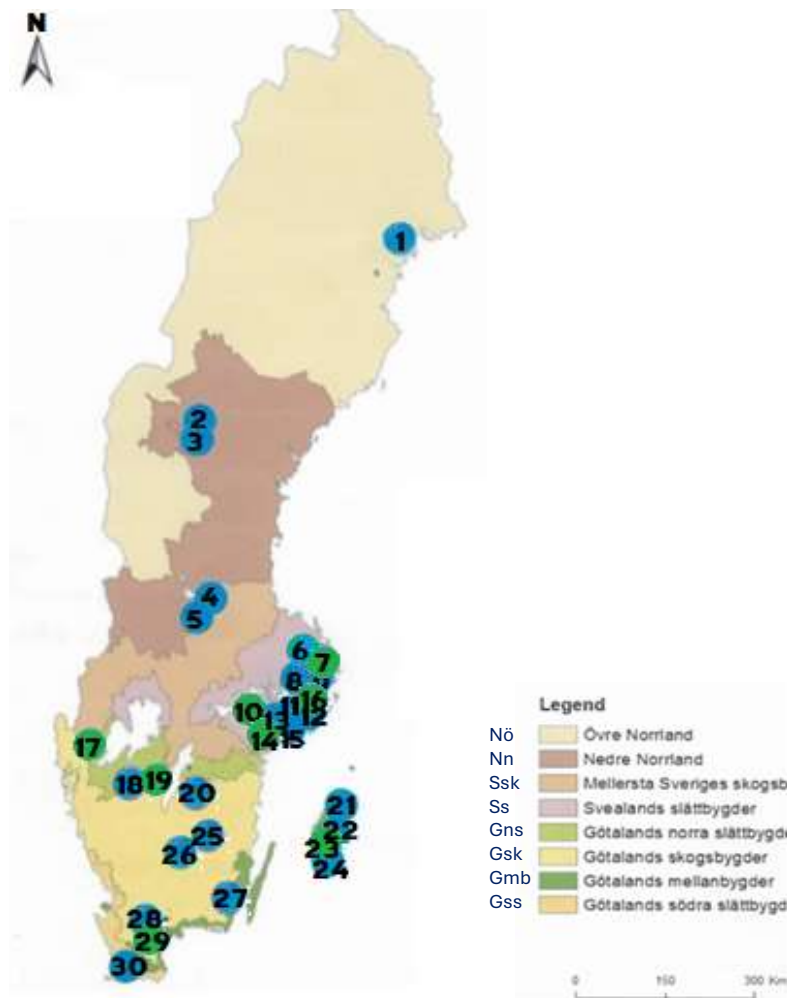 N
1
2
3
4
5
6
7
8
10 11 16
13 12
14 15
17
18 19
20
21
22
23
24
25
26
27
28
29
30
Legend
Nö Övre Norrland
Nn Nedre Norrland
Ssk Mellersta Sveriges skogsb
Ss Svealands slättbygder
Gns Götalands norra slättbygde
Gsk Götalands skogsbygder
Gmb Götalands mellanbygder
Gss Götalands södra slättbygd
0 150 300 Km